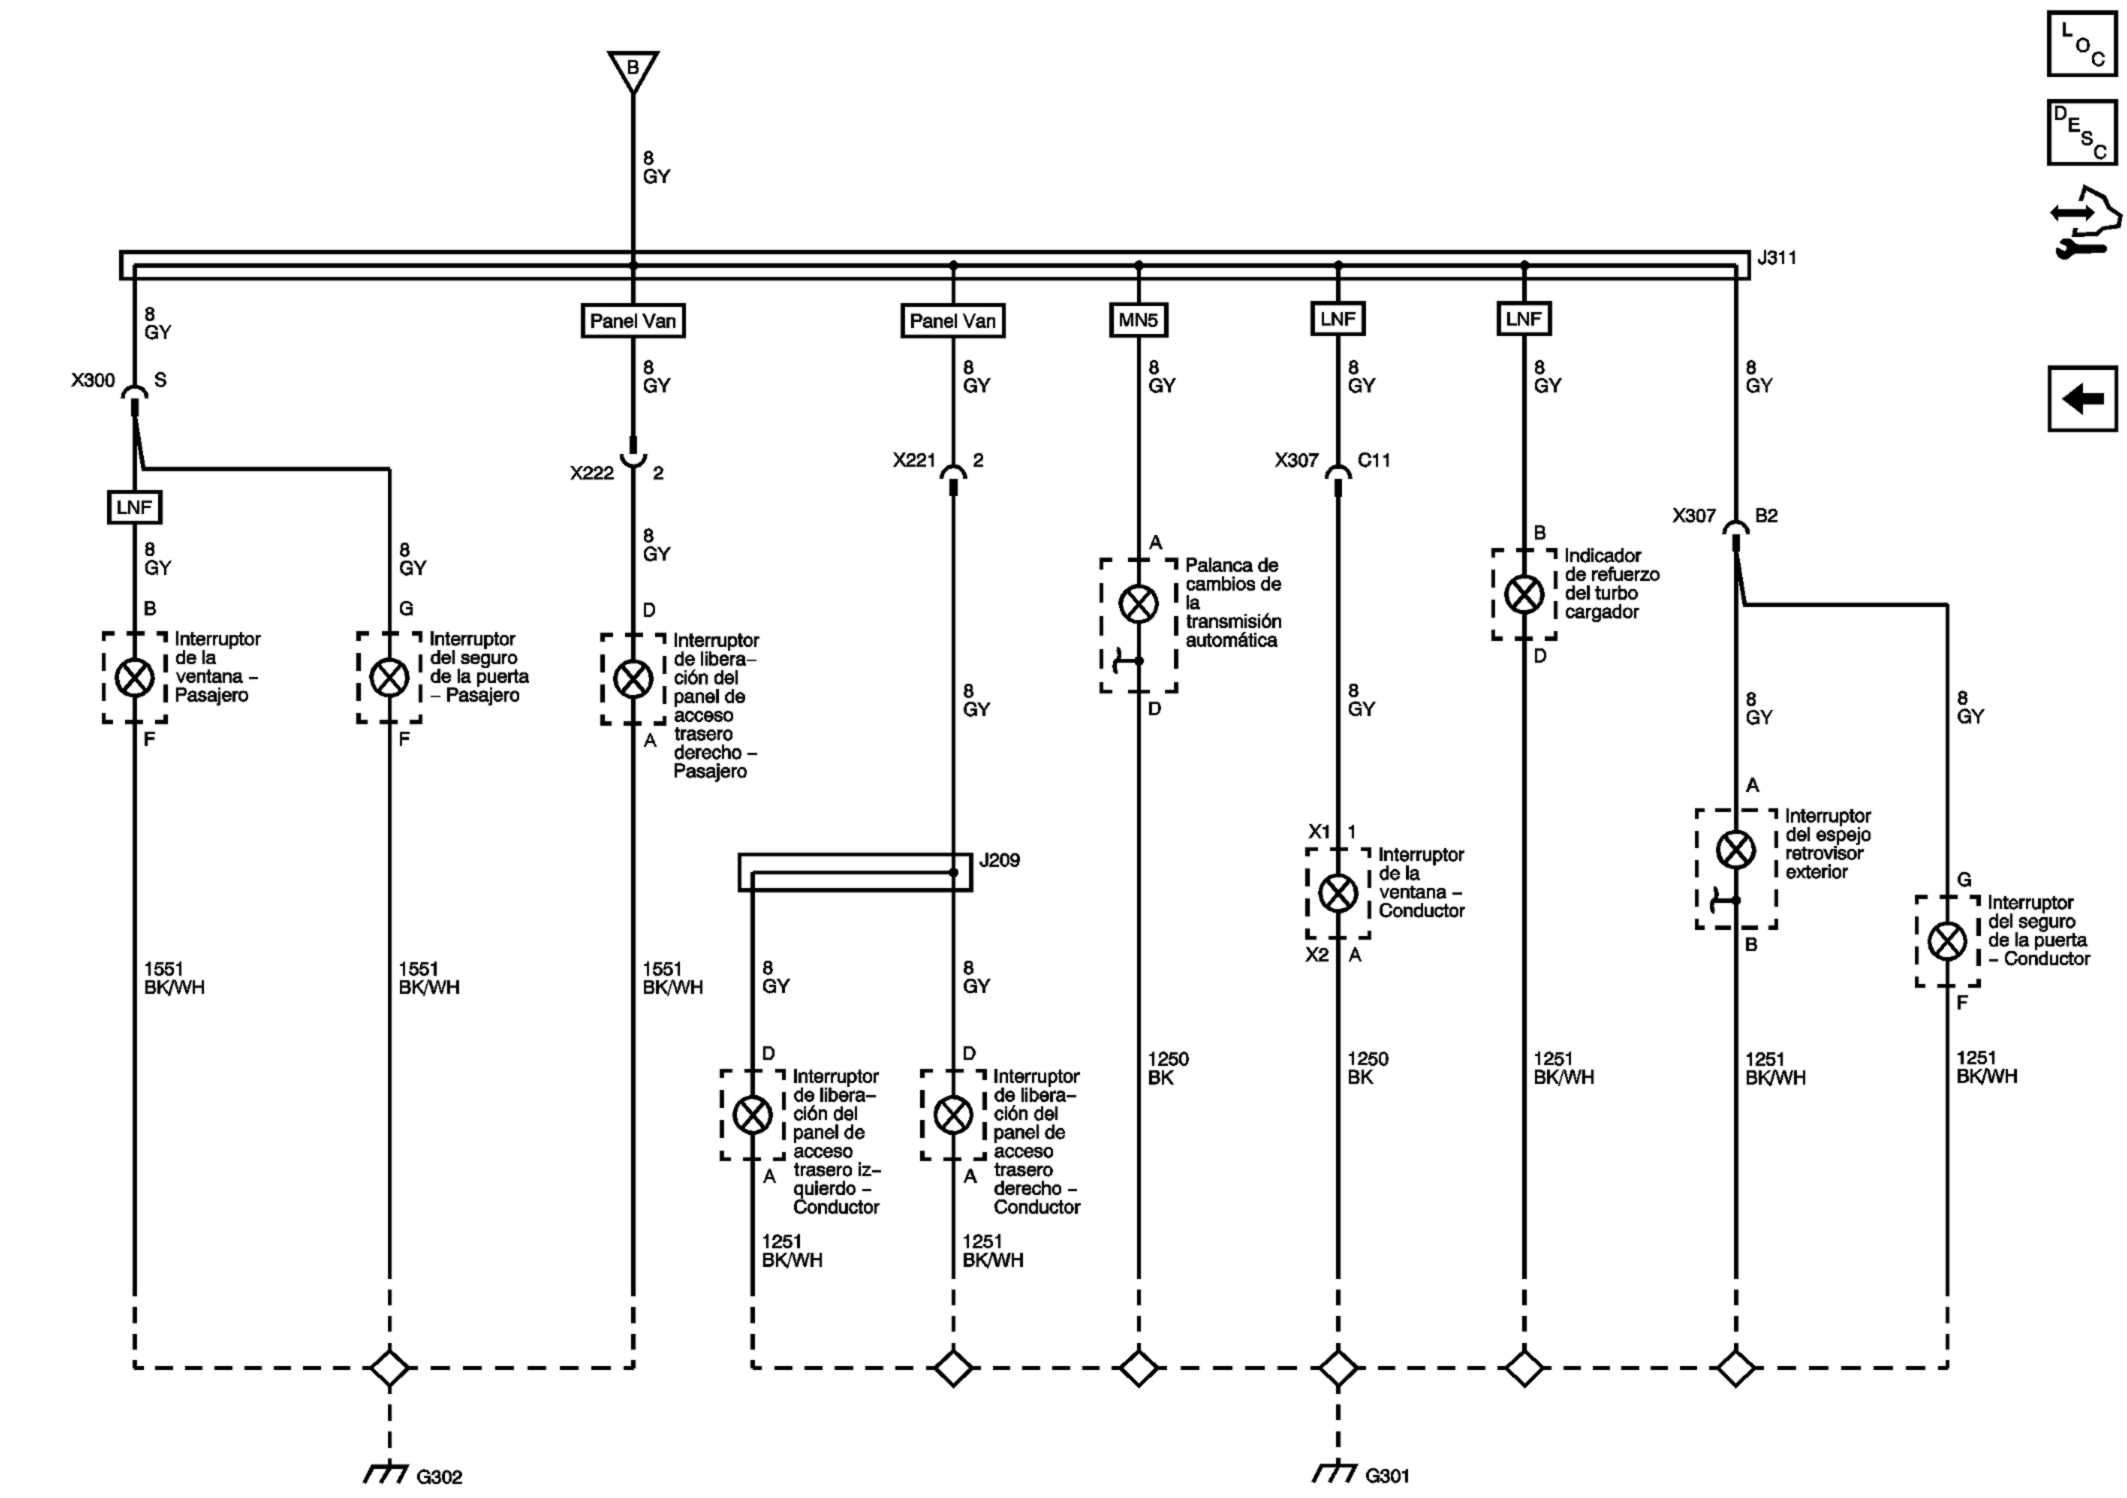 L
O
C
D
E
S
C
B
8
GY
J311
8
GY
Panel Van
Panel Van
MN5
LNF
LNF
8
GY
8
GY
8
GY
8
GY
8
GY
8
GY
X300 S
X222 2
X221 2
X307 C11
X307 B2
LNF
8
GY
8
GY
8
GY
B
G
D
A
B
Interruptor
de la
ventana –
Pasajero
F
Interruptor
del seguro
de la puerta
– Pasajero
F
Interruptor
de libera–
ción del
panel de
acceso
trasero
derecho –
Pasajero
A
Palanca de
cambios de
la
transmisión
automática
D
Indicador
de refuerzo
del turbo
cargador
D
8
GY
8
GY
8
GY
8
GY
J209
X1 1
Interruptor
de la
ventana –
Conductor
X2 A
A
Interruptor
del espejo
retrovisor
exterior
B
G
Interruptor
del seguro
de la puerta
– Conductor
F
1551
BK/WH
1551
BK/WH
1551
BK/WH
8
GY
8
GY
D
Interruptor
de libera–
ción del
panel de
acceso
trasero iz–
quierdo –
Conductor
A
D
Interruptor
de libera–
ción del
panel de
acceso
trasero
derecho –
Conductor
A
1250
BK
1250
BK
1251
BK/WH
1251
BK/WH
1251
BK/WH
1251
BK/WH
1251
BK/WH
G302
G301